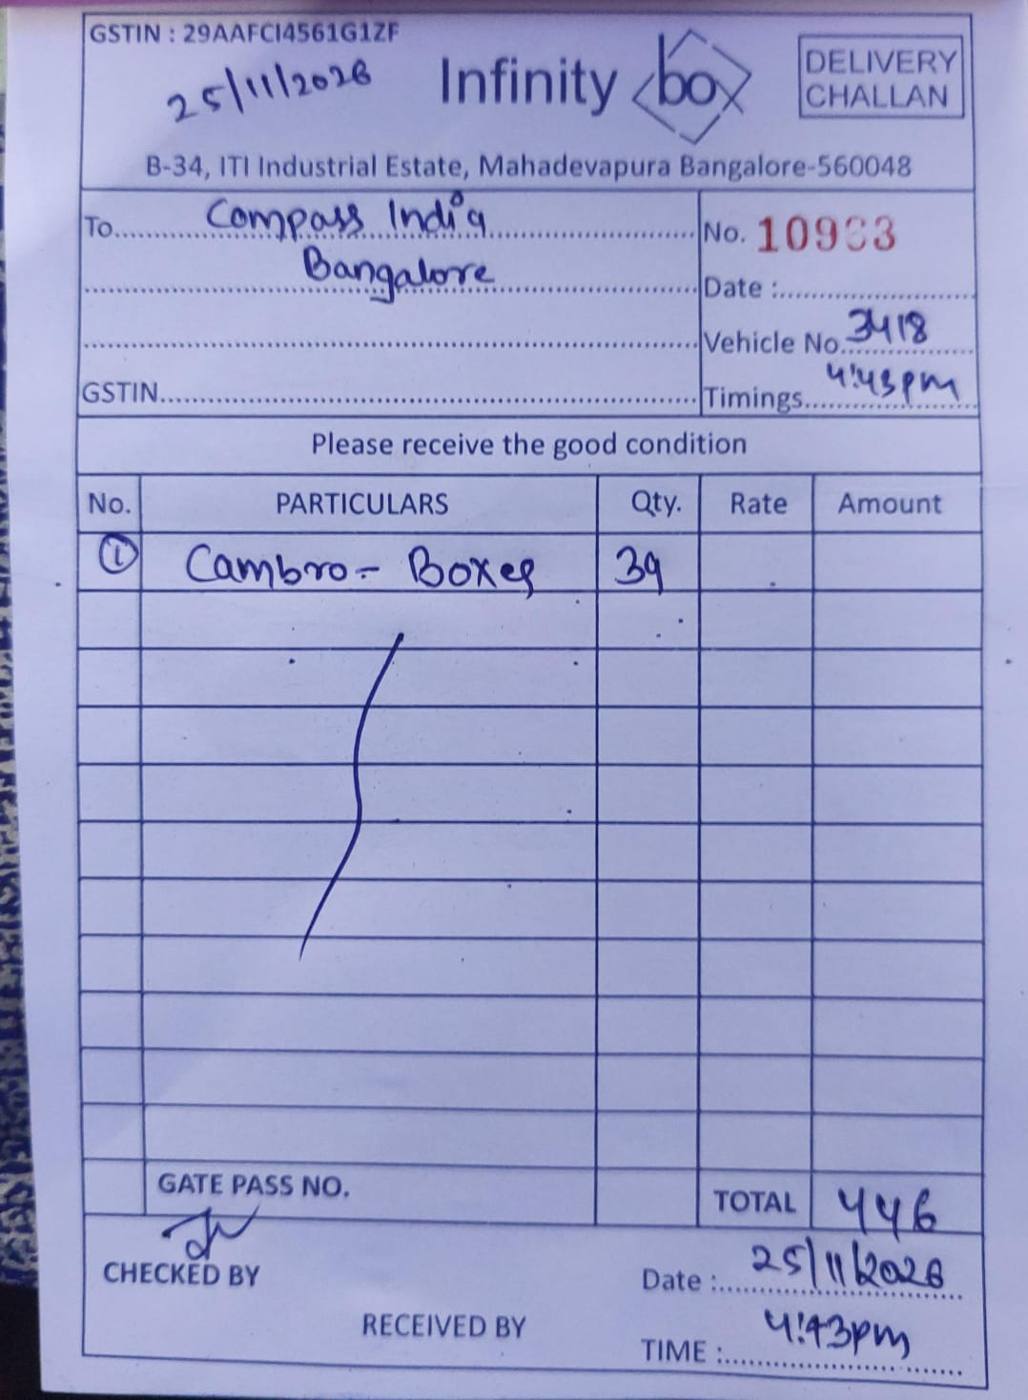 GSTIN : 29AAFCI4561G1ZF
25/11/2026
Infinity box
DELIVERY
CHALLAN
B-34, ITI Industrial Estate, Mahadevapura Bangalore-560048
To Compass India
Bangalore
No. 10983
Date :
Vehicle No. 3418
GSTIN
Timings 4:43pm
Please receive the good condition
No. PARTICULARS Qty. Rate Amount
① Cambro - Boxes 39
GATE PASS NO.
TOTAL 446
CHECKED BY
Date : 25/11/2026
RECEIVED BY
TIME : 4:43pm